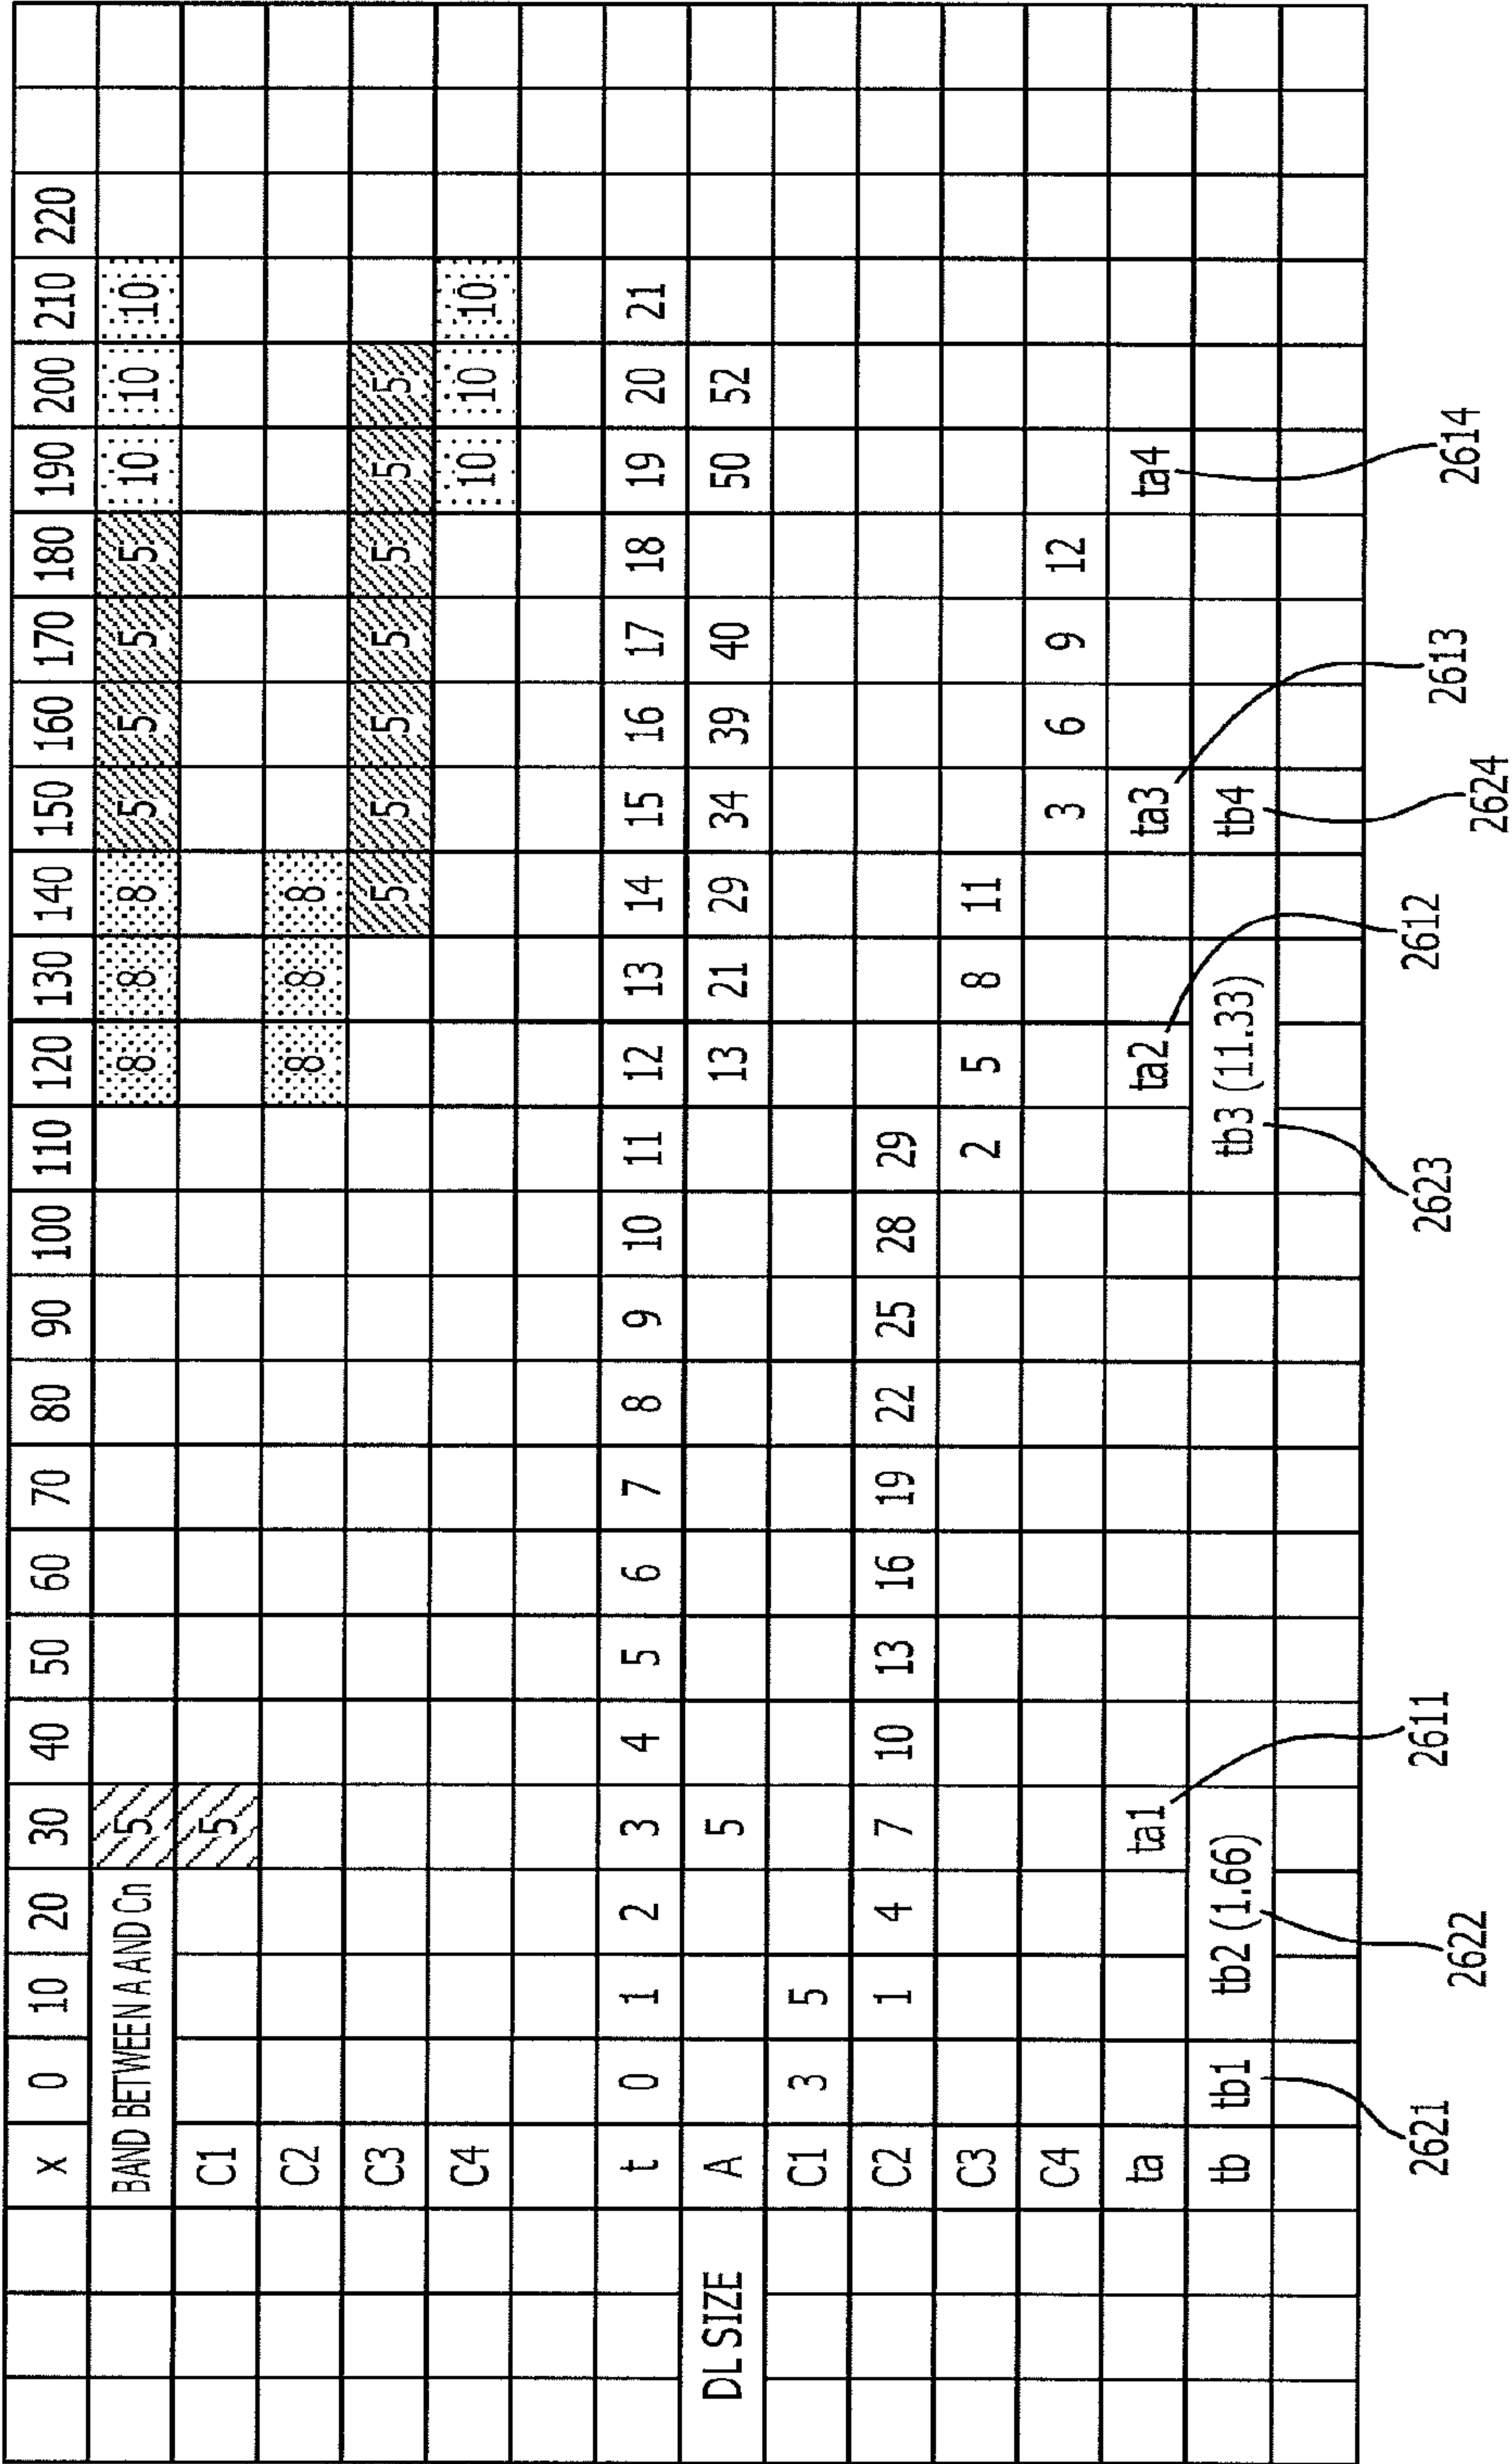 x 0 10 20 30 40 50 60 70 80 90 100 110 120 130 140 150 160 170 180 190 200 210 220
BAND BETWEEN A AND Cn 5 8 8 8 5 5 5 5 10 10 10
C1 5
C2 8 8 8
C3 5 5 5 5 5 5 5
C4 10 10 10
t 0 1 2 3 4 5 6 7 8 9 10 11 12 13 14 15 16 17 18 19 20 21
DL SIZE A 5 13 21 29 34 39 40 50 52
C1 3 5
C2 1 4 7 10 13 16 19 22 25 28 29
C3 2 5 8 11
C4 3 6 9 12
ta ta1 ta2 ta3 ta4
tb tb1 tb2 (1.66) tb3 (11.33) tb4
2621 2622 2611 2623 2612 2624 2613 2614